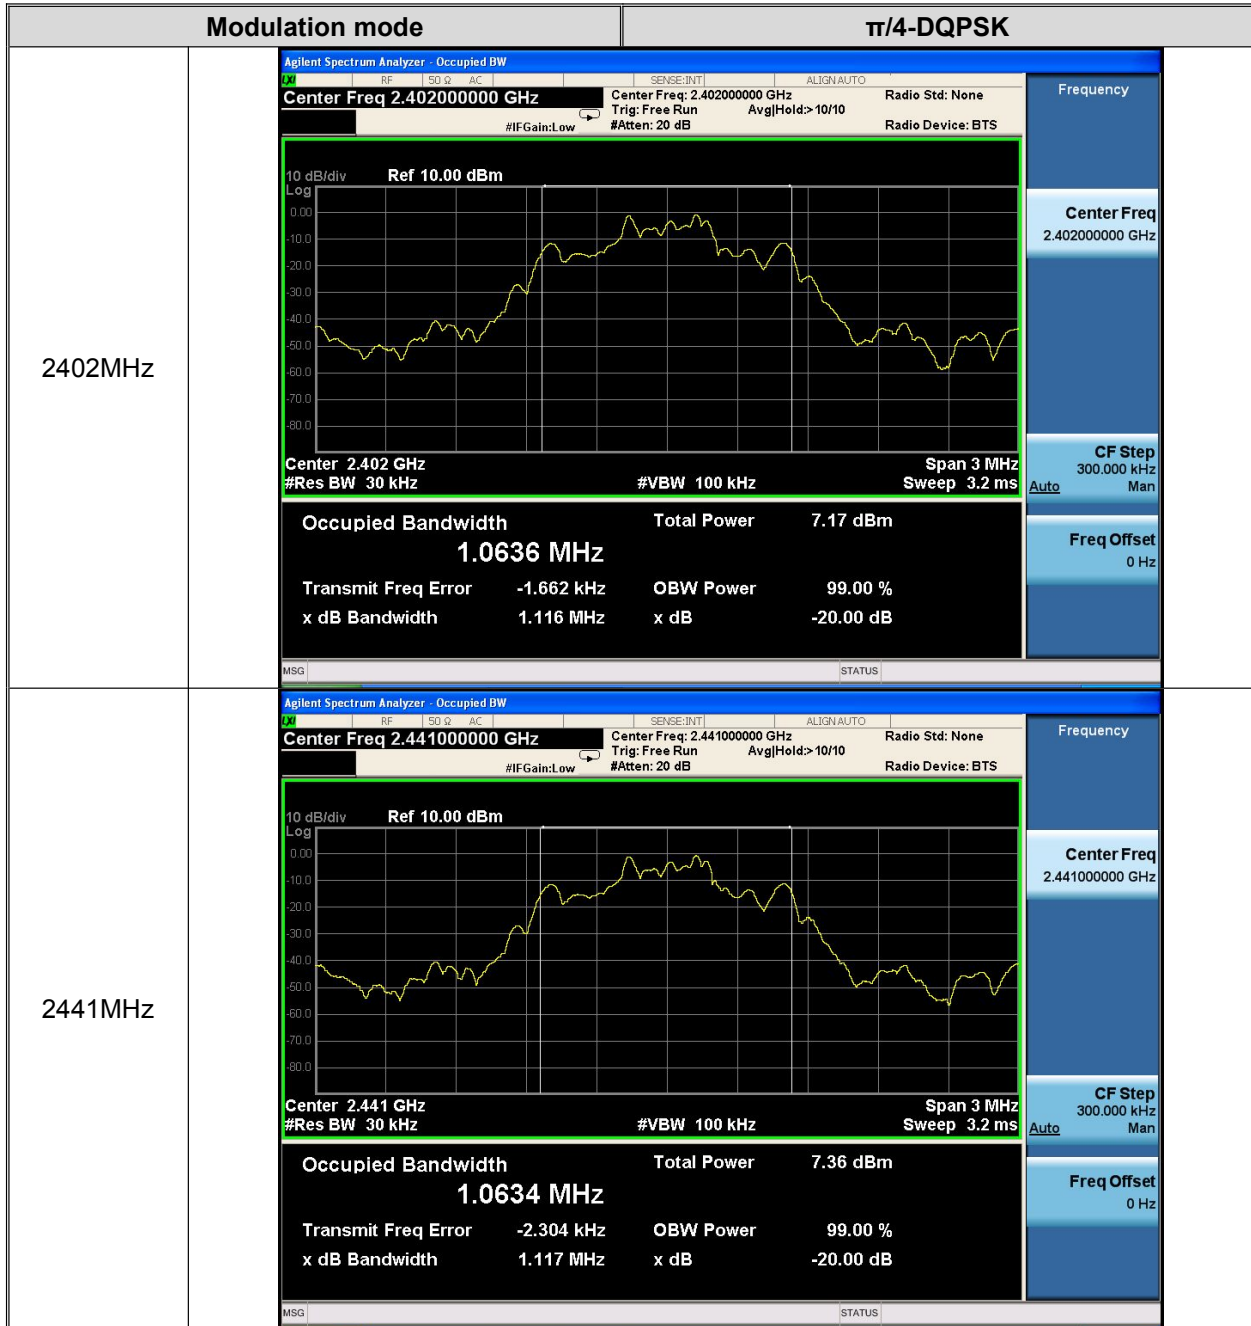 Modulation mode π/4-DQPSK
2402MHz
Agilent Spectrum Analyzer - Occupied BW
LXI RF 50 Ω AC SENSE:INT ALIGN AUTO
Center Freq 2.402000000 GHz Center Freq: 2.402000000 GHz Radio Std: None
Trig: Free Run Avg|Hold:>10/10
#IFGain:Low #Atten: 20 dB Radio Device: BTS
10 dB/div Ref 10.00 dBm
Log
0.00
-10.0
-20.0
-30.0
-40.0
-50.0
-60.0
-70.0
-80.0
Center 2.402 GHz Span 3 MHz
#Res BW 30 kHz #VBW 100 kHz Sweep 3.2 ms
Occupied Bandwidth Total Power 7.17 dBm
1.0636 MHz
Transmit Freq Error -1.662 kHz OBW Power 99.00 %
x dB Bandwidth 1.116 MHz x dB -20.00 dB
MSG STATUS
Frequency
Center Freq
2.402000000 GHz
CF Step
300.000 kHz
Auto Man
Freq Offset
0 Hz
2441MHz
Agilent Spectrum Analyzer - Occupied BW
LXI RF 50 Ω AC SENSE:INT ALIGN AUTO
Center Freq 2.441000000 GHz Center Freq: 2.441000000 GHz Radio Std: None
Trig: Free Run Avg|Hold:>10/10
#IFGain:Low #Atten: 20 dB Radio Device: BTS
10 dB/div Ref 10.00 dBm
Log
0.00
-10.0
-20.0
-30.0
-40.0
-50.0
-60.0
-70.0
-80.0
Center 2.441 GHz Span 3 MHz
#Res BW 30 kHz #VBW 100 kHz Sweep 3.2 ms
Occupied Bandwidth Total Power 7.36 dBm
1.0634 MHz
Transmit Freq Error -2.304 kHz OBW Power 99.00 %
x dB Bandwidth 1.117 MHz x dB -20.00 dB
MSG STATUS
Frequency
Center Freq
2.441000000 GHz
CF Step
300.000 kHz
Auto Man
Freq Offset
0 Hz